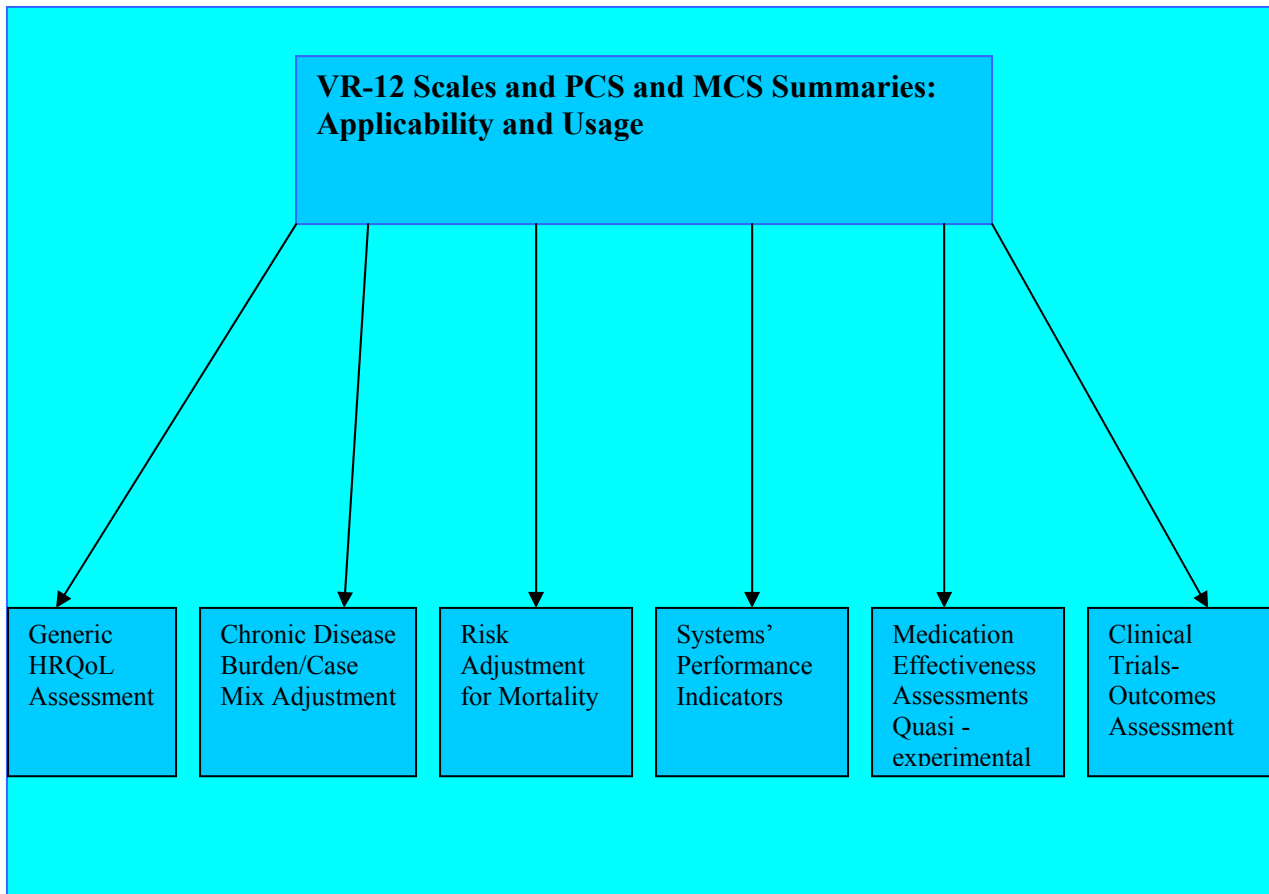 VR-12 Scales and PCS and MCS Summaries:
Applicability and Usage
Generic
HRQoL
Assessment
Chronic Disease
Burden/Case
Mix Adjustment
Risk
Adjustment
for Mortality
Systems’
Performance
Indicators
Medication
Effectiveness
Assessments
Quasi -
experimental
Clinical
Trials-
Outcomes
Assessment